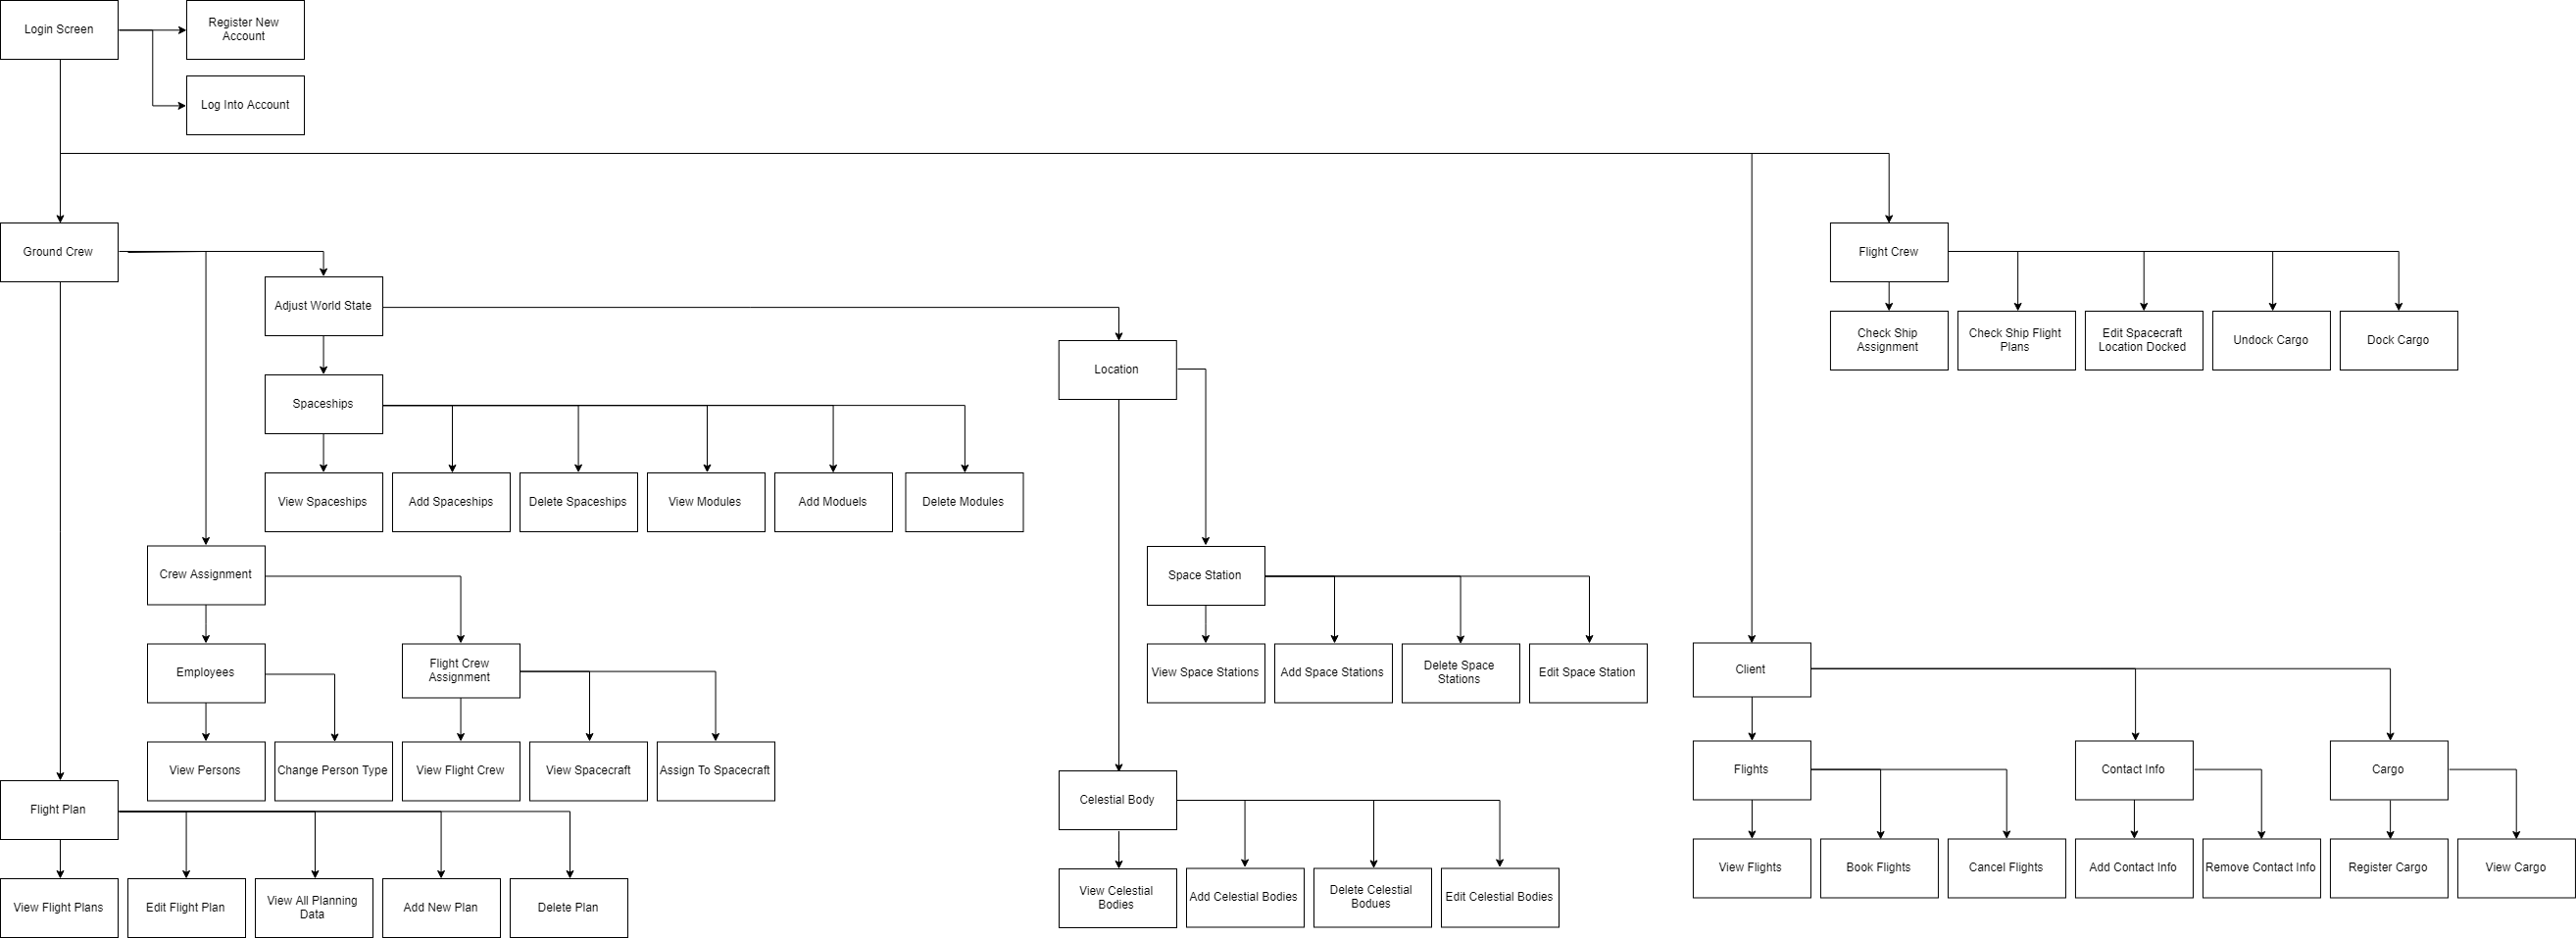 Login Screen
Register New
Account
Log Into Account
Ground Crew
Flight Crew
Adjust World State
Check Ship
Assignment
Check Ship Flight
Plans
Edit Spacecraft
Location Docked
Undock Cargo
Dock Cargo
Location
Spaceships
View Spaceships
Add Spaceships
Delete Spaceships
View Modules
Add Moduels
Delete Modules
Crew Assignment
Space Station
Employees
Flight Crew
Assignment
View Space Stations
Add Space Stations
Delete Space
Stations
Edit Space Station
Client
View Persons
Change Person Type
View Flight Crew
View Spacecraft
Assign To Spacecraft
Flights
Contact Info
Cargo
Flight Plan
Celestial Body
View Flights
Book Flights
Cancel Flights
Add Contact Info
Remove Contact Info
Register Cargo
View Cargo
View Flight Plans
Edit Flight Plan
View All Planning
Data
Add New Plan
Delete Plan
View Celestial
Bodies
Add Celestial Bodies
Delete Celestial
Bodues
Edit Celestial Bodies